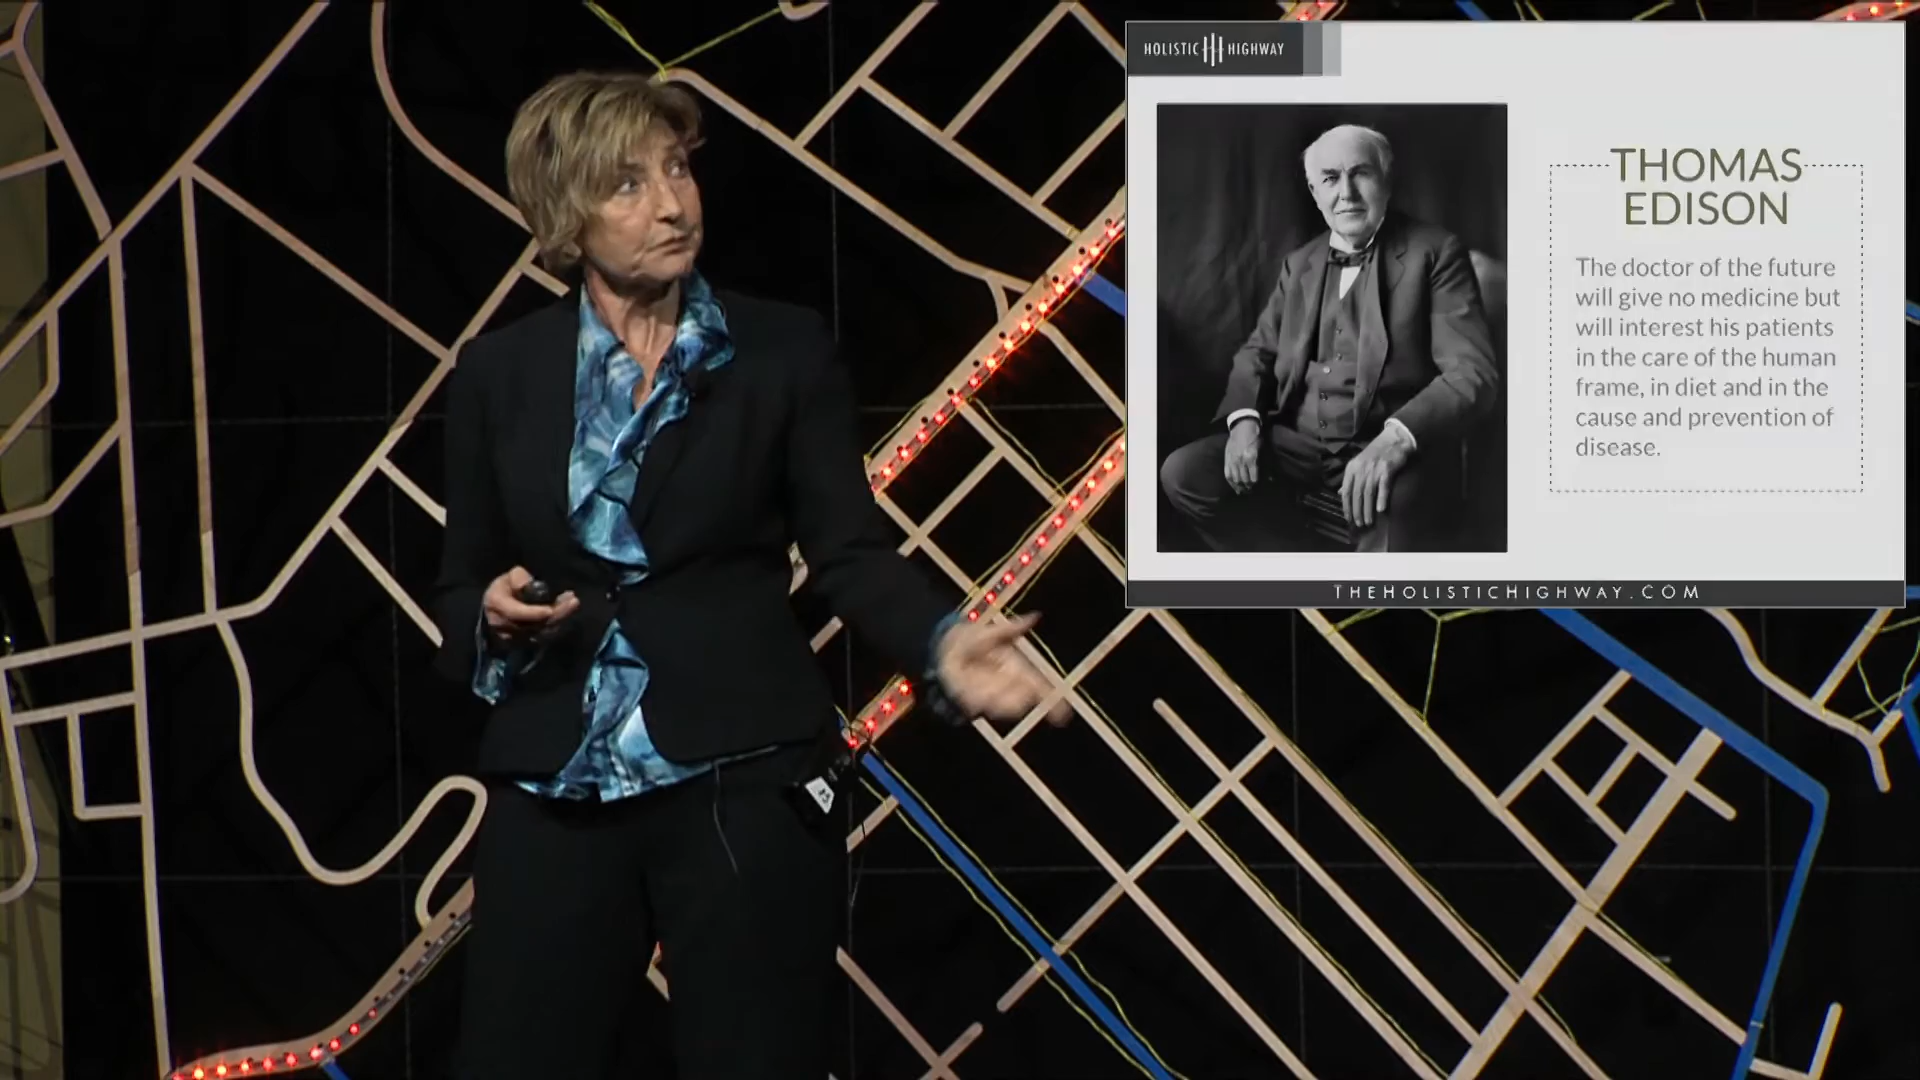 HOLISTIC HIGHWAY
THOMAS
EDISON
The doctor of the future
will give no medicine but
will interest his patients
in the care of the human
frame, in diet and in the
cause and prevention of
disease.
THEHOLISTICHIGHWAY.COM